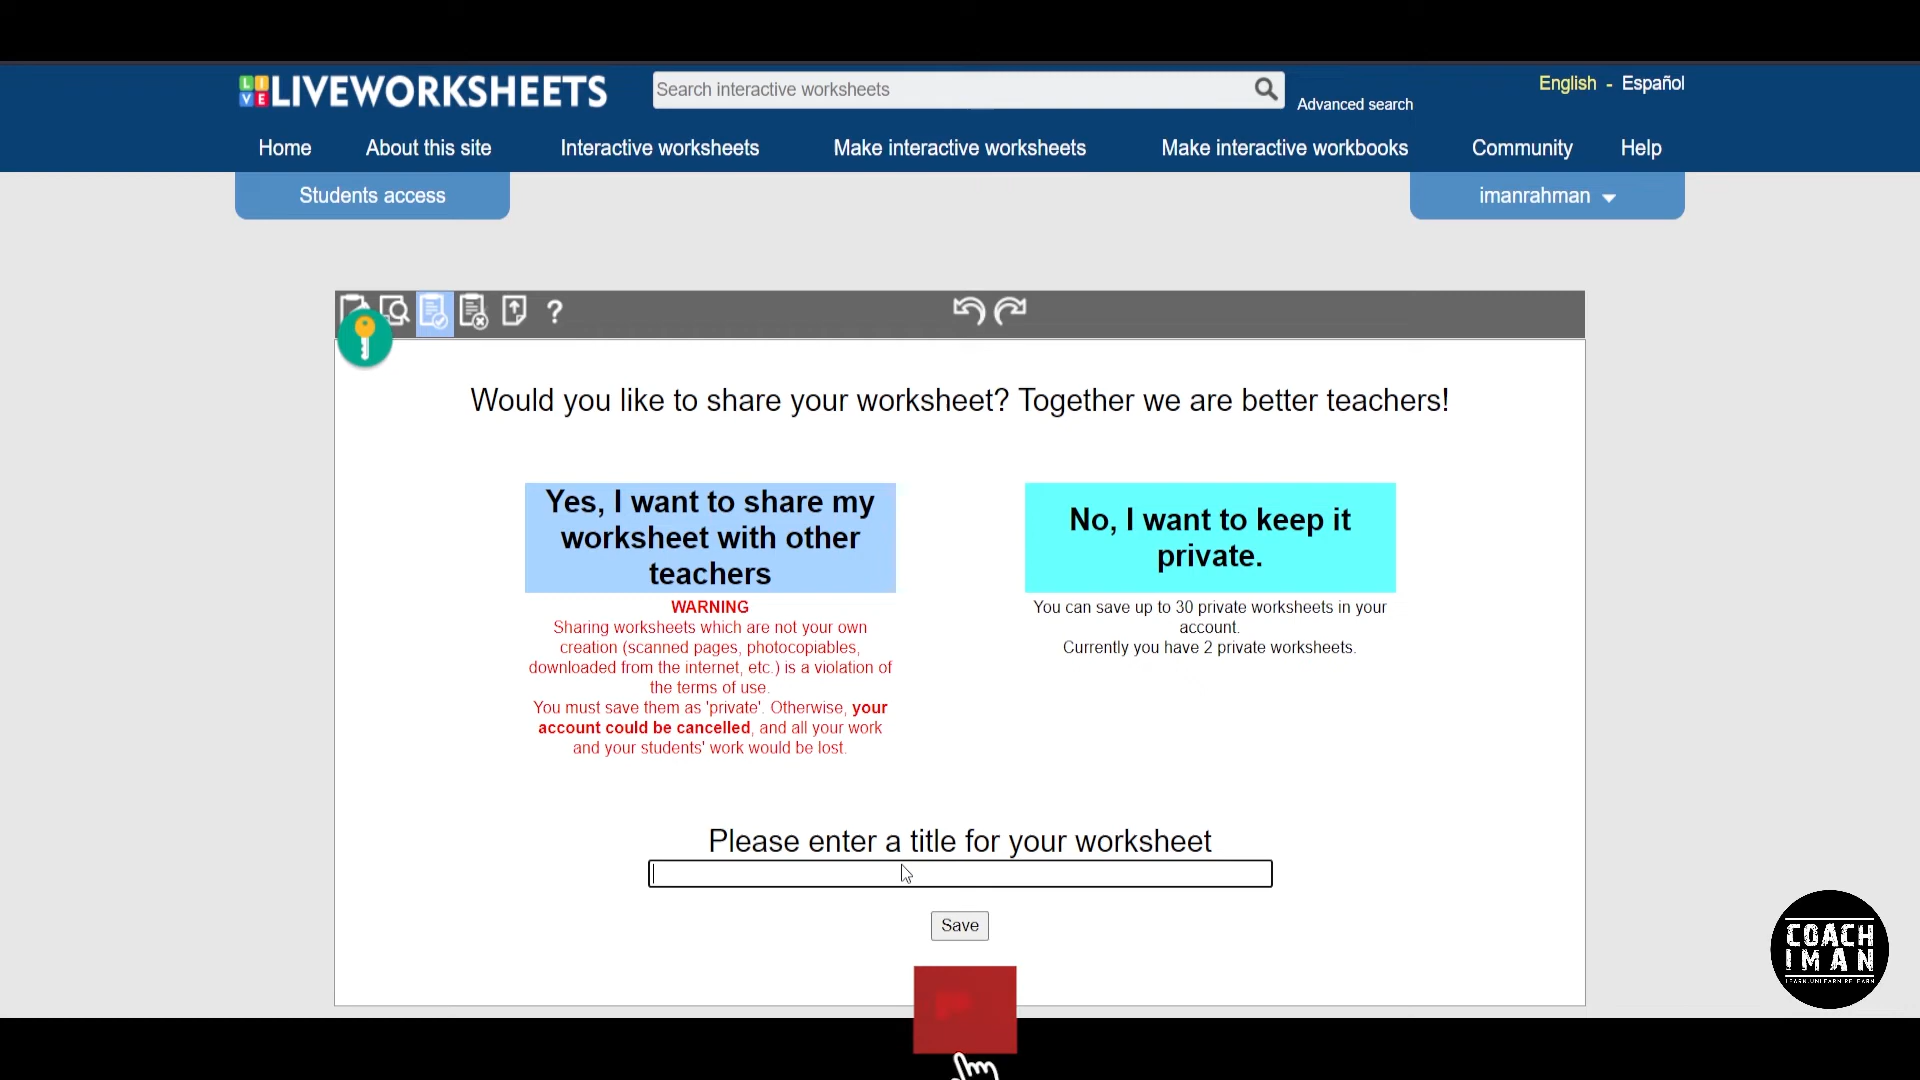 LIVE LIVEWORKSHEETS
Search interactive worksheets
Advanced search
English - Español
Home About this site Interactive worksheets Make interactive worksheets Make interactive workbooks Community Help
Students access
imanrahman
?
Would you like to share your worksheet? Together we are better teachers!
Yes, I want to share my
worksheet with other
teachers
WARNING
Sharing worksheets which are not your own
creation (scanned pages, photocopiables,
downloaded from the internet, etc.) is a violation of
the terms of use.
You must save them as 'private'. Otherwise, your
account could be cancelled, and all your work
and your students' work would be lost.
No, I want to keep it
private.
You can save up to 30 private worksheets in your
account.
Currently you have 2 private worksheets.
Please enter a title for your worksheet
Save
COACH
IMAN
LEARN.UNLEARN.RELEARN